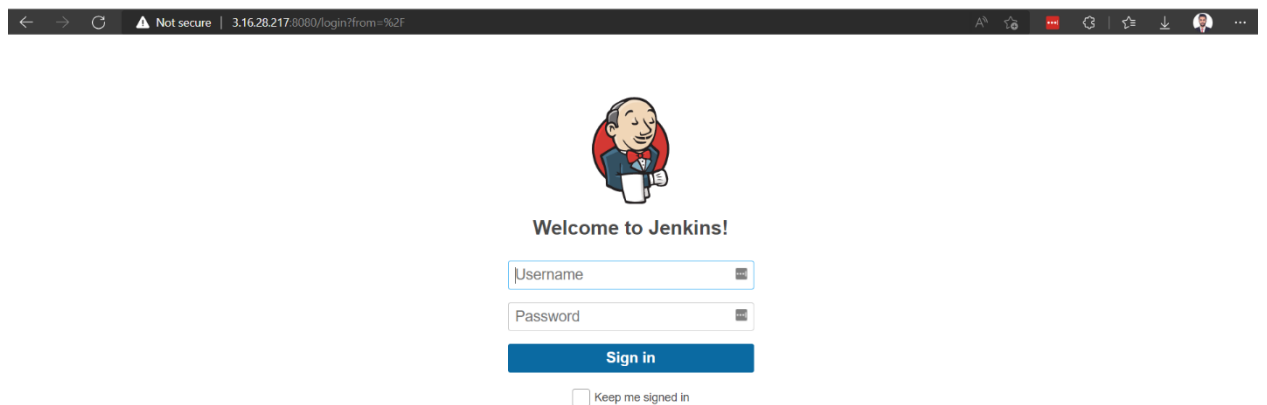 Not secure | 3.16.28.217:8080/login?from=%2F
Welcome to Jenkins!
Username
Password
Sign in
Keep me signed in